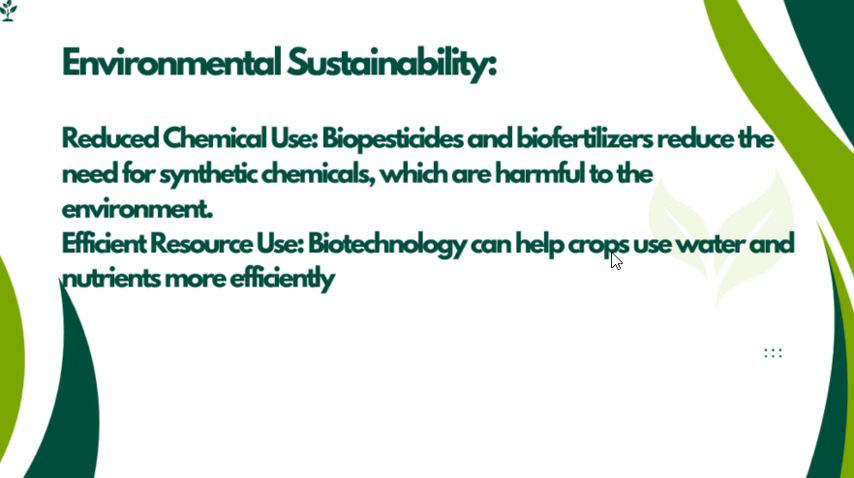 Environmental Sustainability:
Reduced Chemical Use: Biopesticides and biofertilizers reduce the
need for synthetic chemicals, which are harmful to the
environment.
Efficient Resource Use: Biotechnology can help crops use water and
nutrients more efficiently